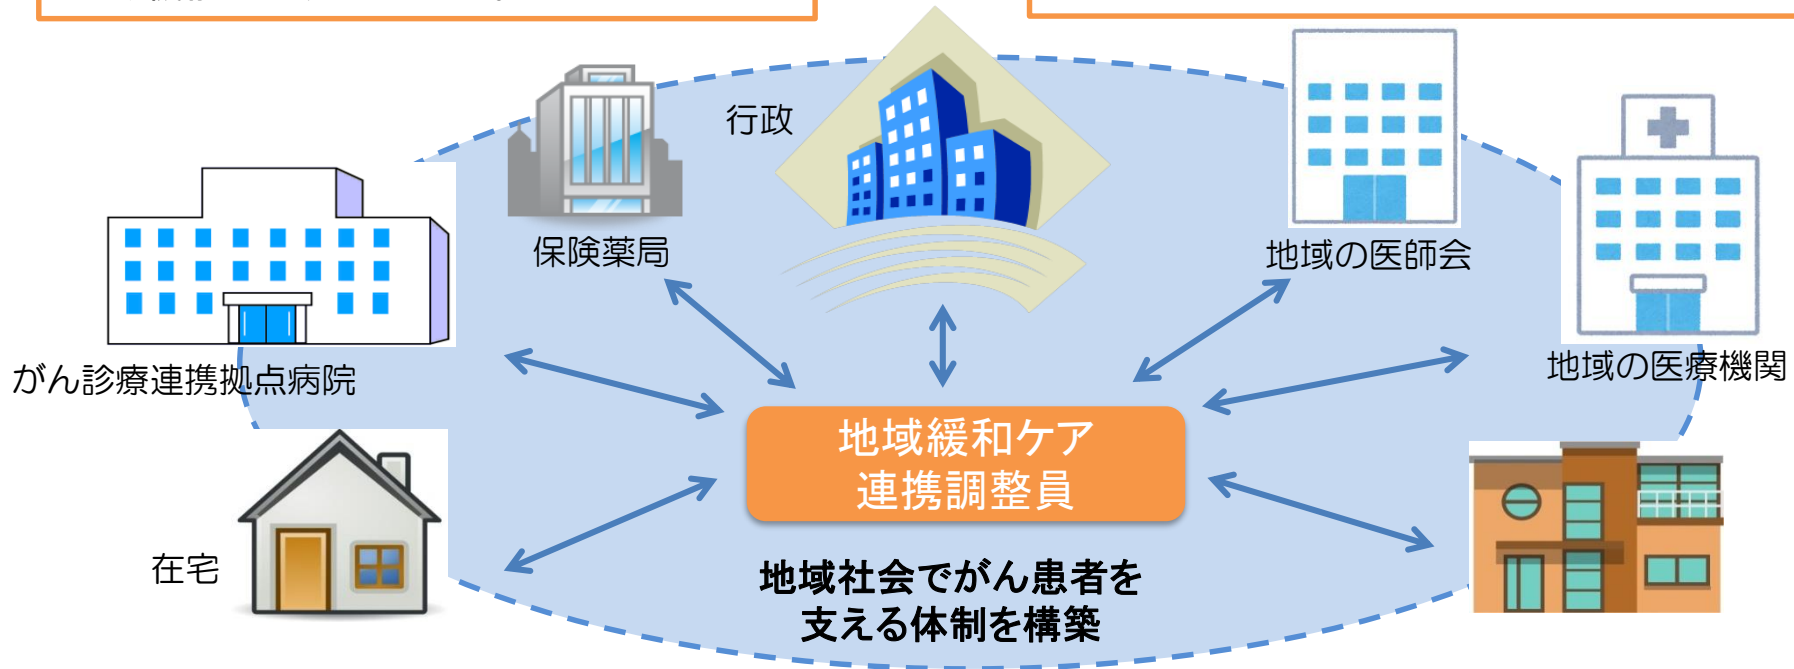 行政
保険薬局
地域の医師会
がん診療連携拠点病院
地域の医療機関
地域緩和ケア
連携調整員
在宅
地域社会でがん患者を
支える体制を構築